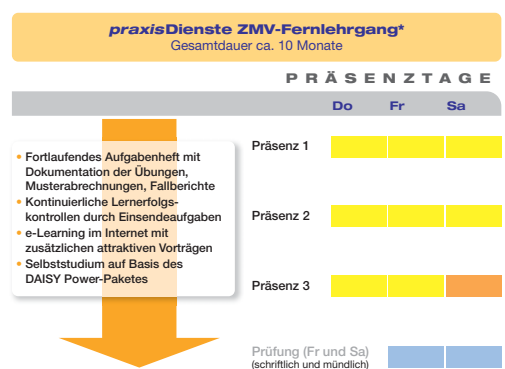 praxisDienste ZMV-Fernlehrgang*
Gesamtdauer ca. 10 Monate
PRÄSENZTAGE
Do Fr Sa
• Fortlaufendes Aufgabenheft mit
Dokumentation der Übungen,
Musterabrechnungen, Fallberichte
• Kontinuierliche Lernerfolgs-
kontrollen durch Einsendeaufgaben
• e-Learning im Internet mit
zusätzlichen attraktiven Vorträgen
• Selbststudium auf Basis des
DAISY Power-Paketes
Präsenz 1
Präsenz 2
Präsenz 3
Prüfung (Fr und Sa)
(schriftlich und mündlich)